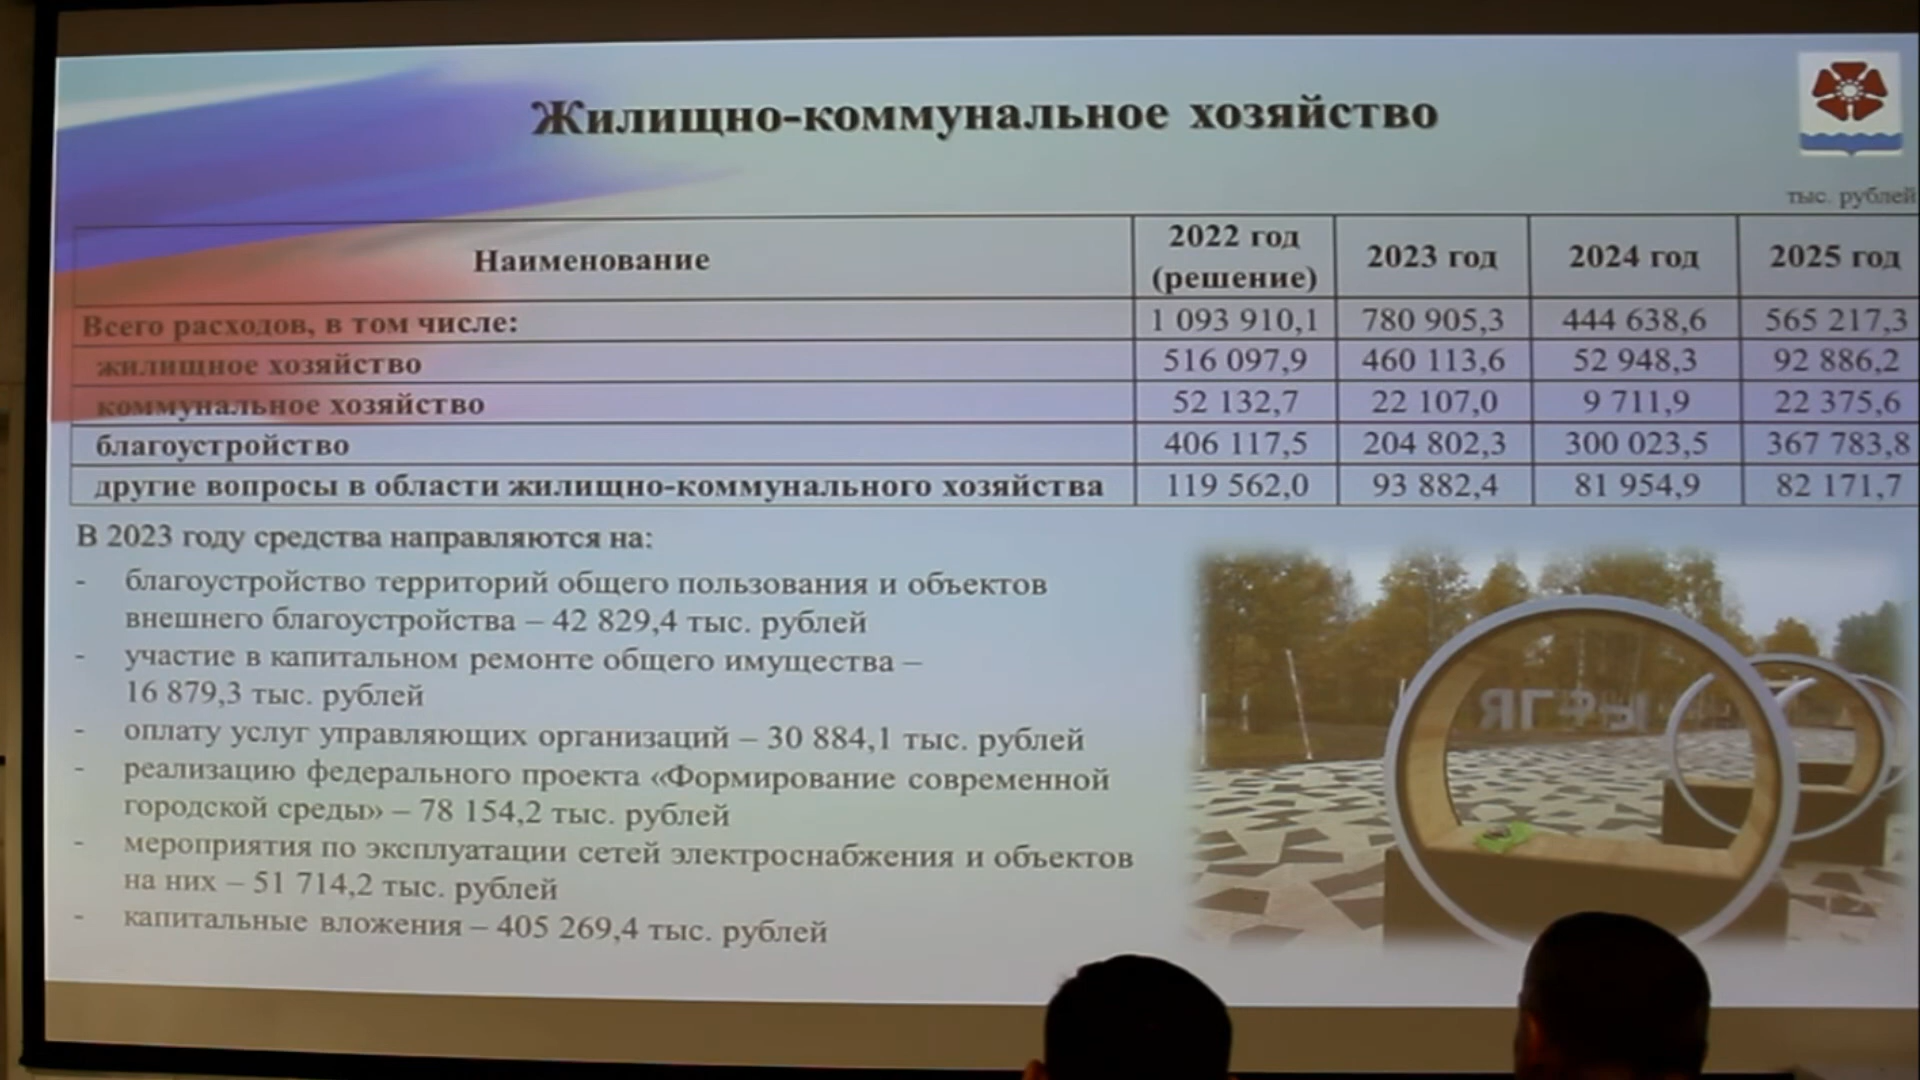 Жилищно-коммунальное хозяйство
тыс. рублей
Наименование 2022 год (решение) 2023 год 2024 год 2025 год
Всего расходов, в том числе: 1 093 910,1 780 905,3 444 638,6 565 217,3
жилищное хозяйство 516 097,9 460 113,6 52 948,3 92 886,2
коммунальное хозяйство 52 132,7 22 107,0 9 711,9 22 375,6
благоустройство 406 117,5 204 802,3 300 023,5 367 783,8
другие вопросы в области жилищно-коммунального хозяйства 119 562,0 93 882,4 81 954,9 82 171,7
В 2023 году средства направляются на:
- благоустройство территорий общего пользования и объектов
внешнего благоустройства – 42 829,4 тыс. рублей
- участие в капитальном ремонте общего имущества –
16 879,3 тыс. рублей
- оплату услуг управляющих организаций – 30 884,1 тыс. рублей
- реализацию федерального проекта «Формирование современной
городской среды» – 78 154,2 тыс. рублей
- мероприятия по эксплуатации сетей электроснабжения и объектов
на них – 51 714,2 тыс. рублей
- капитальные вложения – 405 269,4 тыс. рублей